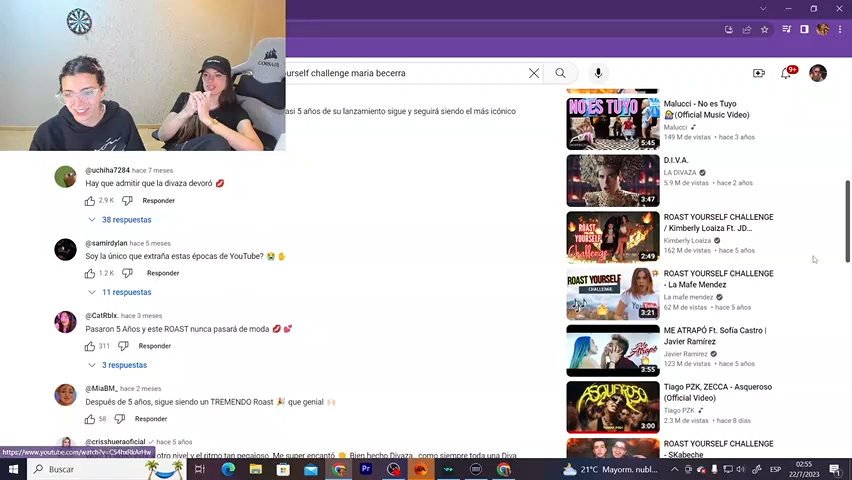 CORSAIR
urself challenge maria becerra
9+
asi 5 años de su lanzamiento sigue y seguirá siendo el más icónico
@uchiha7284 hace 7 meses
Hay que admitir que la divaza devoró 💋
2.9 K
Responder
38 respuestas
@samirdylan hace 5 meses
Soy la único que extraña estas épocas de YouTube? 😭✋
1.2 K
Responder
11 respuestas
@CatRblx. hace 3 meses
Pasaron 5 Años y este ROAST nunca pasará de moda 💋💕
311
Responder
3 respuestas
@MiaBM_ hace 2 meses
Después de 5 años, sigue siendo un TREMENDO Roast 🎉 que genial 🙌🏻
58
Responder
@crisshueraoficial hace 5 años
otro nivel y el ritmo tan pegajoso. Me super encantó. 👏 Bien hecho Divaza.. como siempre toda una Diva.
NO ES TUYO
5:45
Malucci - No es Tuyo
🙋(Official Music Video)
Malucci
149 M de vistas • hace 3 años
3:47
D.I.V.A.
LA DIVAZA
5.9 M de vistas • hace 2 años
ROAST
YOURSELF
Challenge
2:49
ROAST YOURSELF CHALLENGE
/ Kimberly Loaiza Ft. JD...
Kimberly Loaiza
162 M de vistas • hace 5 años
ROAST YOURSELF
CHALLENGE
3:21
ROAST YOURSELF CHALLENGE
- La Mafe Mendez
La mafe mendez
62 M de vistas • hace 5 años
Me
Atrapó
3:55
ME ATRAPÓ Ft. Sofía Castro |
Javier Ramírez
Javier Ramirez
123 M de vistas • hace 5 años
ASQUEROSO
3:00
Tiago PZK, ZECCA - Asqueroso
(Official Video)
Tiago PZK
2.3 M de vistas • hace 8 días
ROAST YOURSELF CHALLENGE
- SKabeche
Buscar
Pr
21°C Mayorm. nubl...
ESP
02:55
22/7/2023
1